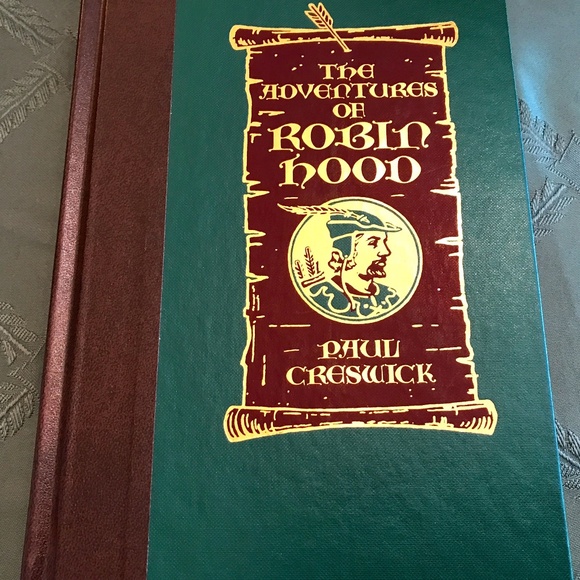 THE
ADVENTURES
OF
ROBIN
HOOD
PAUL
CRESWICK